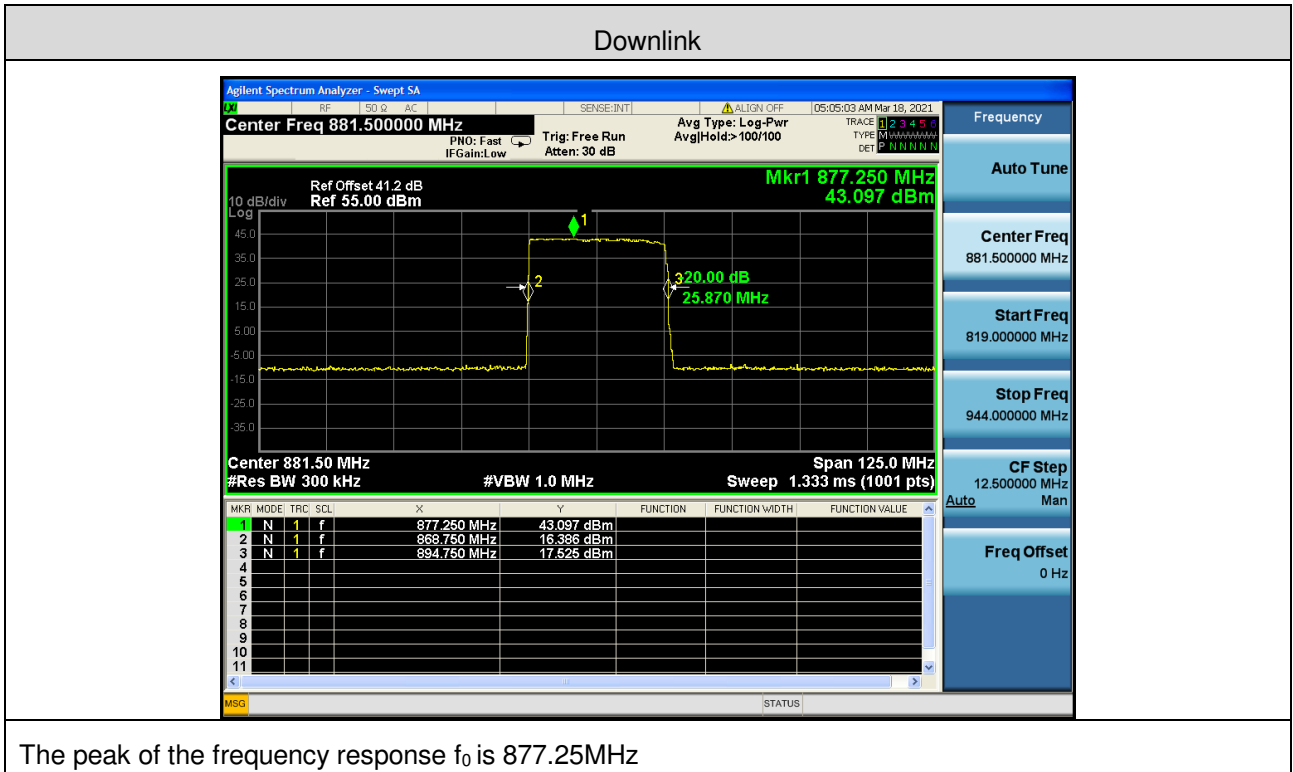 Downlink
Agilent Spectrum Analyzer - Swept SA
LXI RF 50 Ω AC SENSE:INT ALIGN OFF 05:05:03 AM Mar 18, 2021
Center Freq 881.500000 MHz
PNO: Fast
IFGain:Low
Trig: Free Run
Atten: 30 dB
Avg Type: Log-Pwr
Avg|Hold:>100/100
TRACE 1 2 3 4 5 6
TYPE M WWWWW
DET P N N N N N
Frequency
Auto Tune
Center Freq
881.500000 MHz
Start Freq
819.000000 MHz
Stop Freq
944.000000 MHz
CF Step
12.500000 MHz
Auto Man
Freq Offset
0 Hz
Mkr1 877.250 MHz
43.097 dBm
Ref Offset 41.2 dB
10 dB/div Ref 55.00 dBm
Log
45.0
35.0
25.0
15.0
5.00
-5.00
-15.0
-25.0
-35.0
1
2
3
-20.00 dB
25.870 MHz
Center 881.50 MHz Span 125.0 MHz
#Res BW 300 kHz #VBW 1.0 MHz Sweep 1.333 ms (1001 pts)
MKR MODE TRC SCL X Y FUNCTION FUNCTION WIDTH FUNCTION VALUE
1 N 1 f 877.250 MHz 43.097 dBm
2 N 1 f 868.750 MHz 16.386 dBm
3 N 1 f 894.750 MHz 17.525 dBm
4
5
6
7
8
9
10
11
MSG STATUS
The peak of the frequency response f0 is 877.25MHz